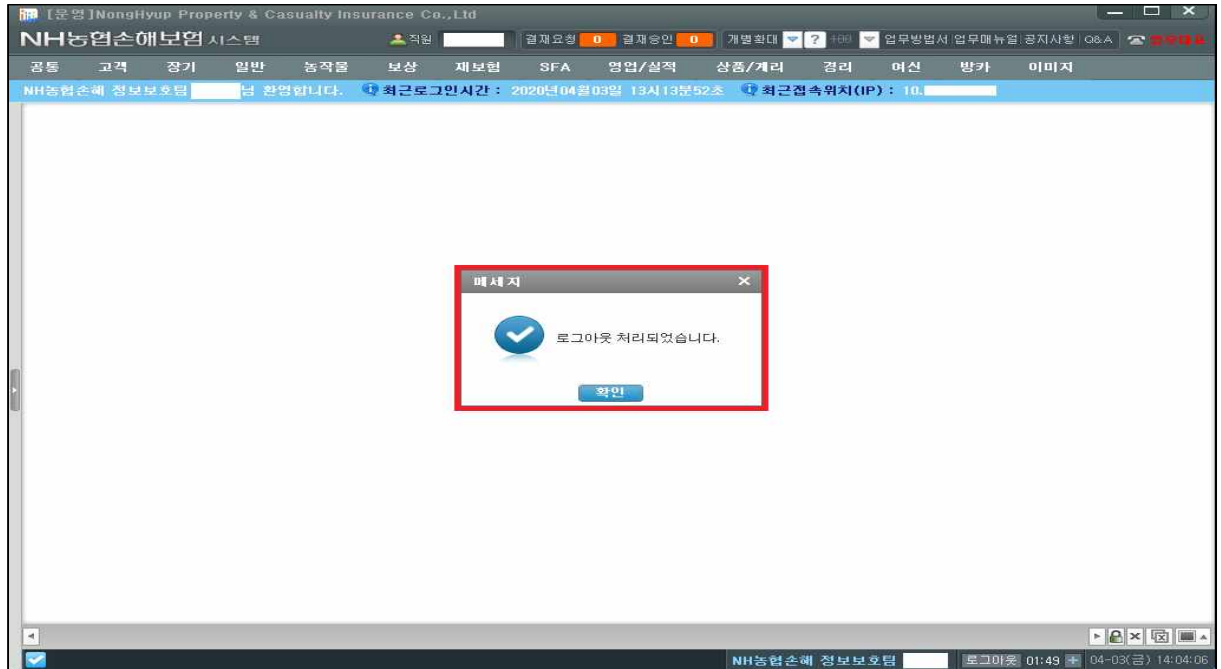 [운영]NongHyup Property & Casualty Insurance Co.,Ltd
NH농협손해보험 시스템 직원 결재요청 0 결재승인 0 개별확대 ? +00 업무방법서 업무매뉴얼 공지사항 Q&A
공통 고객 장기 일반 농작물 보상 재보험 SFA 영업/실적 상품/계리 경리 여신 방카 이미지
NH농협손해 정보보호팀 님 환영합니다. 최근로그인시간 : 2020년04월03일 13시13분52초 최근접속위치(IP) : 10.
메세지
로그아웃 처리되었습니다.
확인
NH농협손해 정보보호팀 로그아웃 01:49 + 04-03(금) 14:04:06